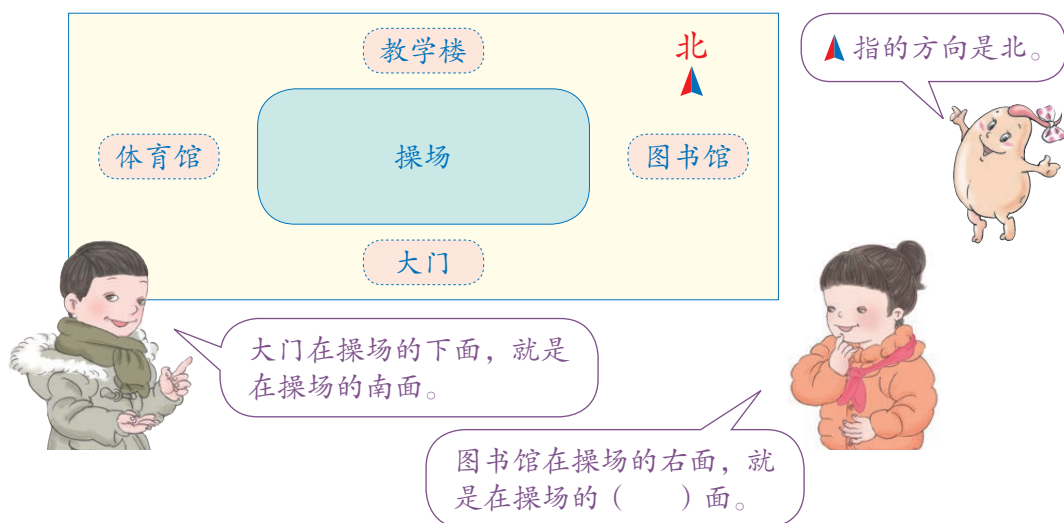 教学楼
北
指的方向是北。
体育馆
操场
图书馆
大门
大门在操场的下面，就是
在操场的南面。
图书馆在操场的右面，就
是在操场的（　　）面。